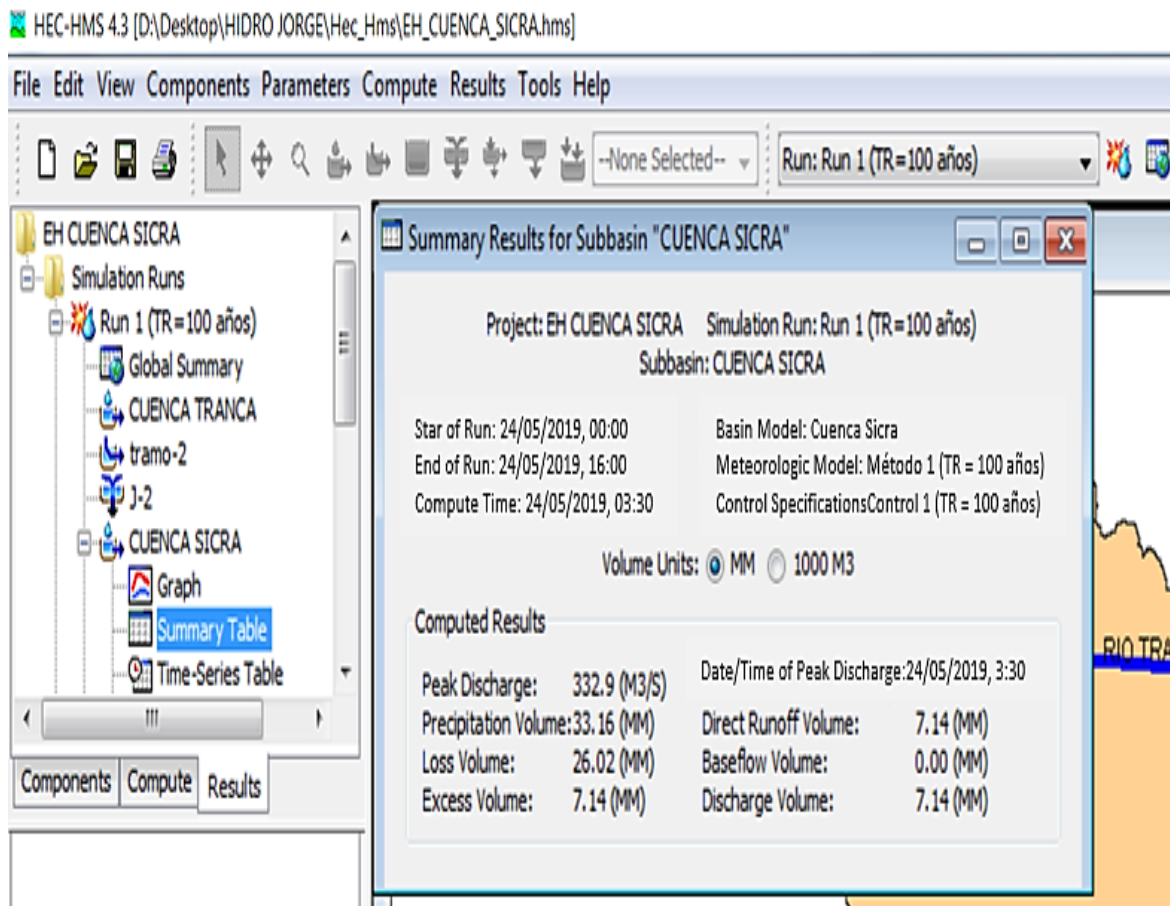 HEC-HMS 4.3 [D:\Desktop\HIDRO JORGE\Hec_Hms\EH_CUENCA_SICRA.hms]
File Edit View Components Parameters Compute Results Tools Help
--None Selected-- Run: Run 1 (TR=100 años)
EH CUENCA SICRA
Simulation Runs
Run 1 (TR=100 años)
Global Summary
CUENCA TRANCA
tramo-2
J-2
CUENCA SICRA
Graph
Summary Table
Time-Series Table
Components Compute Results
Summary Results for Subbasin "CUENCA SICRA"
Project: EH CUENCA SICRA Simulation Run: Run 1 (TR=100 años)
Subbasin: CUENCA SICRA
Star of Run: 24/05/2019, 00:00 Basin Model: Cuenca Sicra
End of Run: 24/05/2019, 16:00 Meteorologic Model: Método 1 (TR = 100 años)
Compute Time: 24/05/2019, 03:30 Control SpecificationsControl 1 (TR = 100 años)
Volume Units: MM 1000 M3
Computed Results
Peak Discharge: 332.9 (M3/S) Date/Time of Peak Discharge:24/05/2019, 3:30
Precipitation Volume:33.16 (MM) Direct Runoff Volume: 7.14 (MM)
Loss Volume: 26.02 (MM) Baseflow Volume: 0.00 (MM)
Excess Volume: 7.14 (MM) Discharge Volume: 7.14 (MM)
RIO TRA